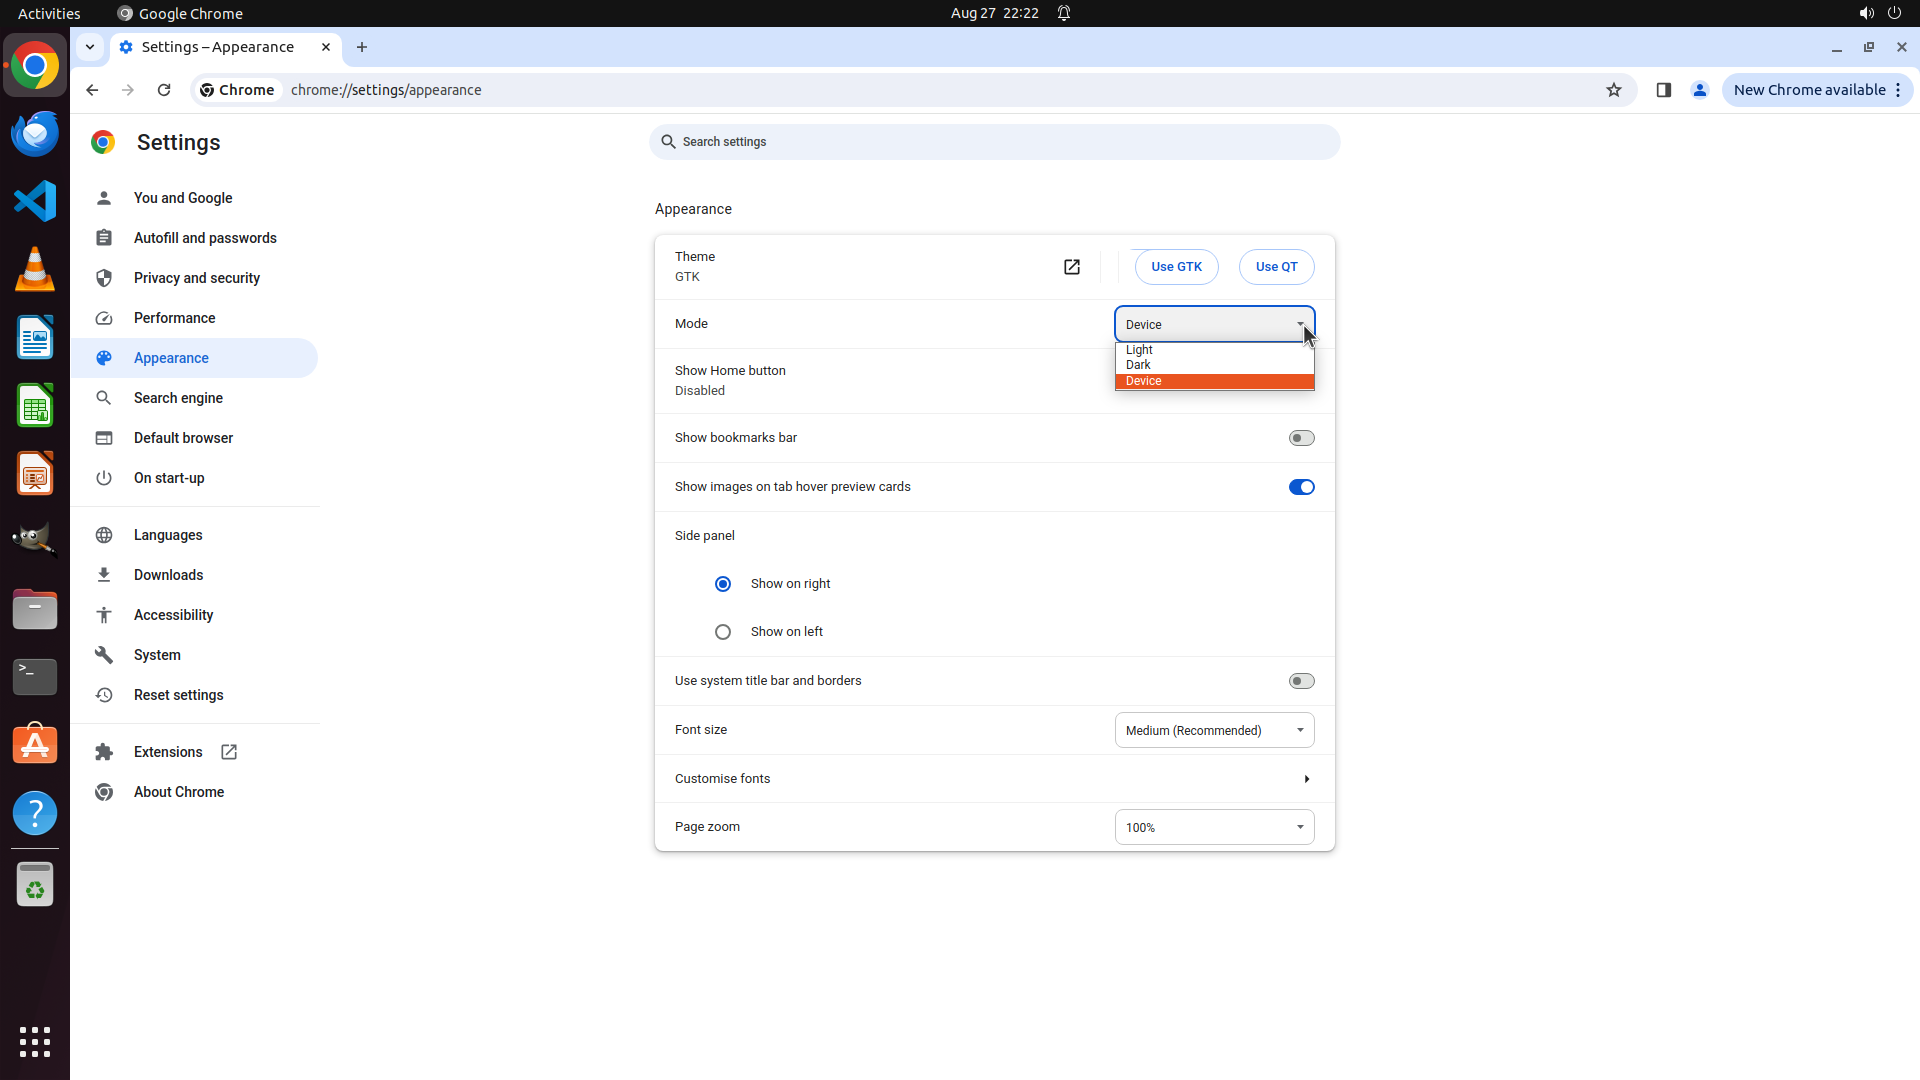 Activities
Google Chrome
Aug 27 22:22
Settings – Appearance
Chrome
chrome://settings/appearance
New Chrome available
Settings
Search settings
You and Google
Autofill and passwords
Privacy and security
Performance
Appearance
Search engine
Default browser
On start-up
Languages
Downloads
Accessibility
System
Reset settings
Extensions
About Chrome
Appearance
Theme
GTK
Use GTK
Use QT
Mode
Device
Light
Dark
Device
Show Home button
Disabled
Show bookmarks bar
Show images on tab hover preview cards
Side panel
Show on right
Show on left
Use system title bar and borders
Font size
Medium (Recommended)
Customise fonts
Page zoom
100%